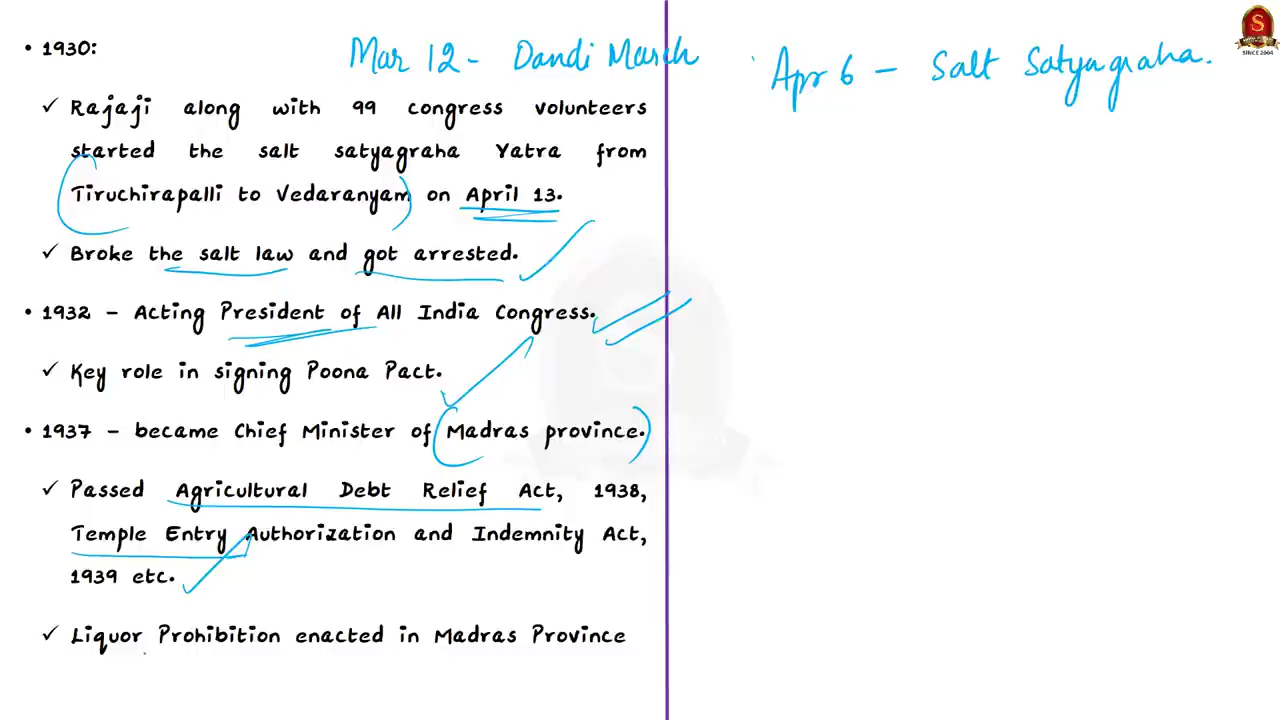 • 1930:
Mar 12 - Dandi March
Apr 6 - Salt Satyagraha.
✓ Rajaji along with 99 congress volunteers
started the salt satyagraha Yatra from
Tiruchirapalli to Vedaranyam on April 13.
✓ Broke the salt law and got arrested.
• 1932 - Acting President of All India Congress.
✓ Key role in signing Poona Pact.
• 1937 - became Chief Minister of Madras province.
✓ Passed Agricultural Debt Relief Act, 1938,
Temple Entry Authorization and Indemnity Act,
1939 etc.
✓ Liquor Prohibition enacted in Madras Province
S
SINCE 2004